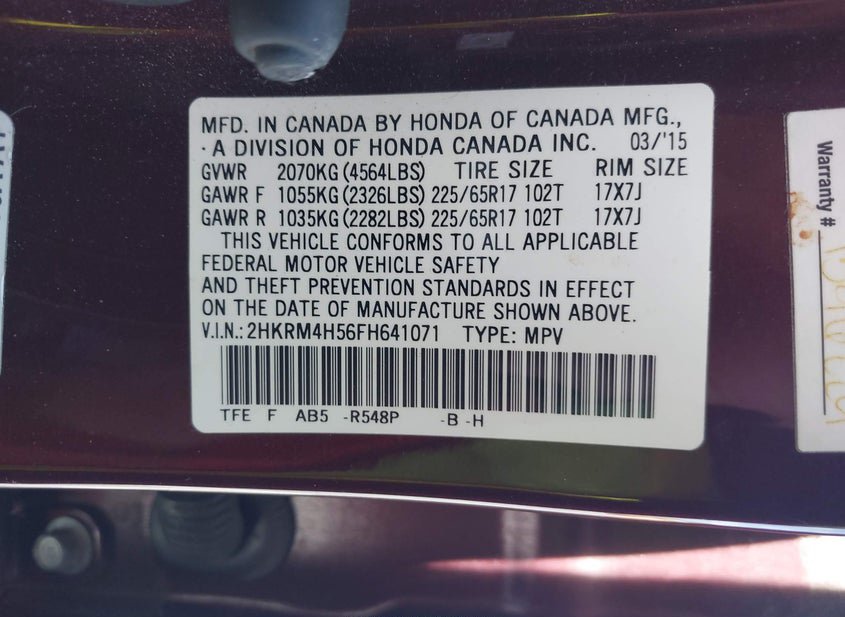 MFD. IN CANADA BY HONDA OF CANADA MFG.,
A DIVISION OF HONDA CANADA INC. 03/'15
GVWR 2070KG (4564LBS) TIRE SIZE RIM SIZE
GAWR F 1055KG (2326LBS) 225/65R17 102T 17X7J
GAWR R 1035KG (2282LBS) 225/65R17 102T 17X7J
THIS VEHICLE CONFORMS TO ALL APPLICABLE
FEDERAL MOTOR VEHICLE SAFETY
AND THEFT PREVENTION STANDARDS IN EFFECT
ON THE DATE OF MANUFACTURE SHOWN ABOVE.
V.I.N.: 2HKRM4H56FH641071 TYPE: MPV
TFE F AB5 -R548P -B -H
Warranty #